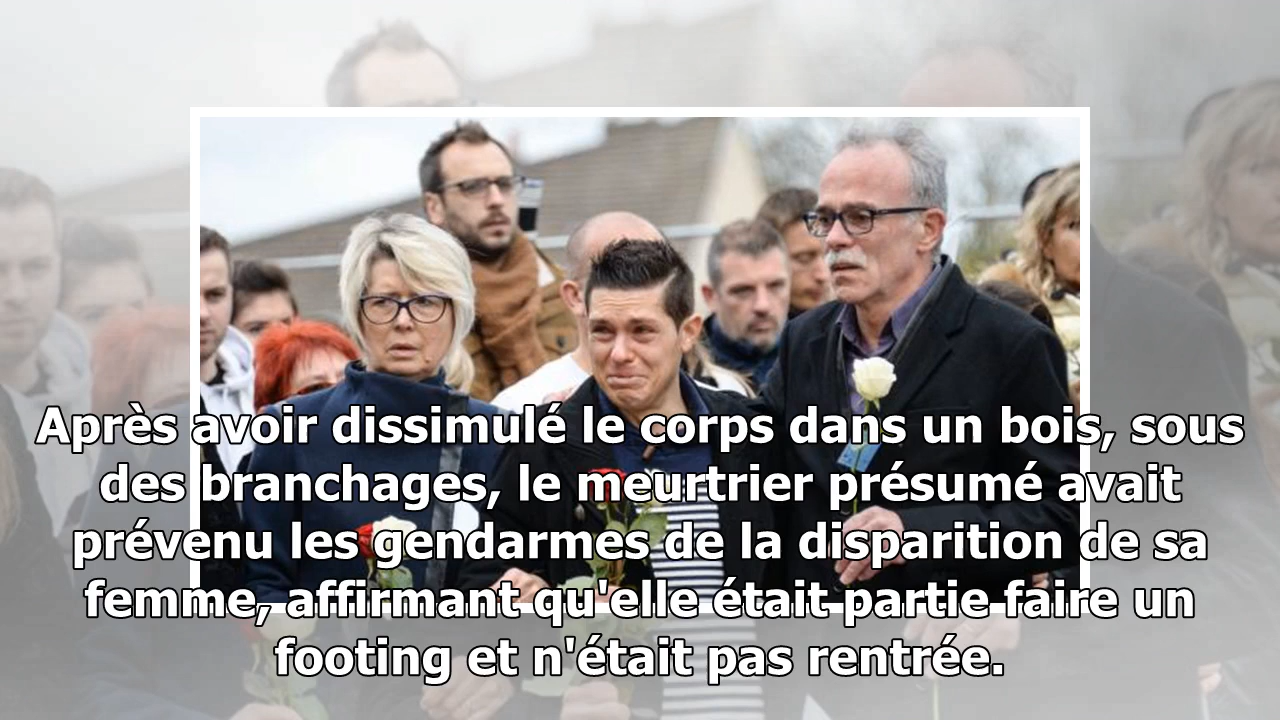 Après avoir dissimulé le corps dans un bois, sous
des branchages, le meurtrier présumé avait
prévenu les gendarmes de la disparition de sa
femme, affirmant qu'elle était partie faire un
footing et n'était pas rentrée.